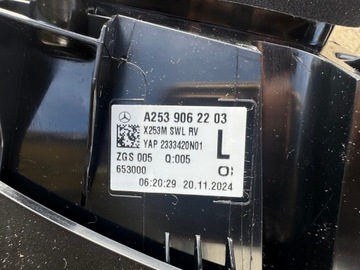 A253 906 22 03
X253M SWL RV
YAP 2333420N01
ZGS 005 Q:005
L
653000
06:20:29 20.11.2024